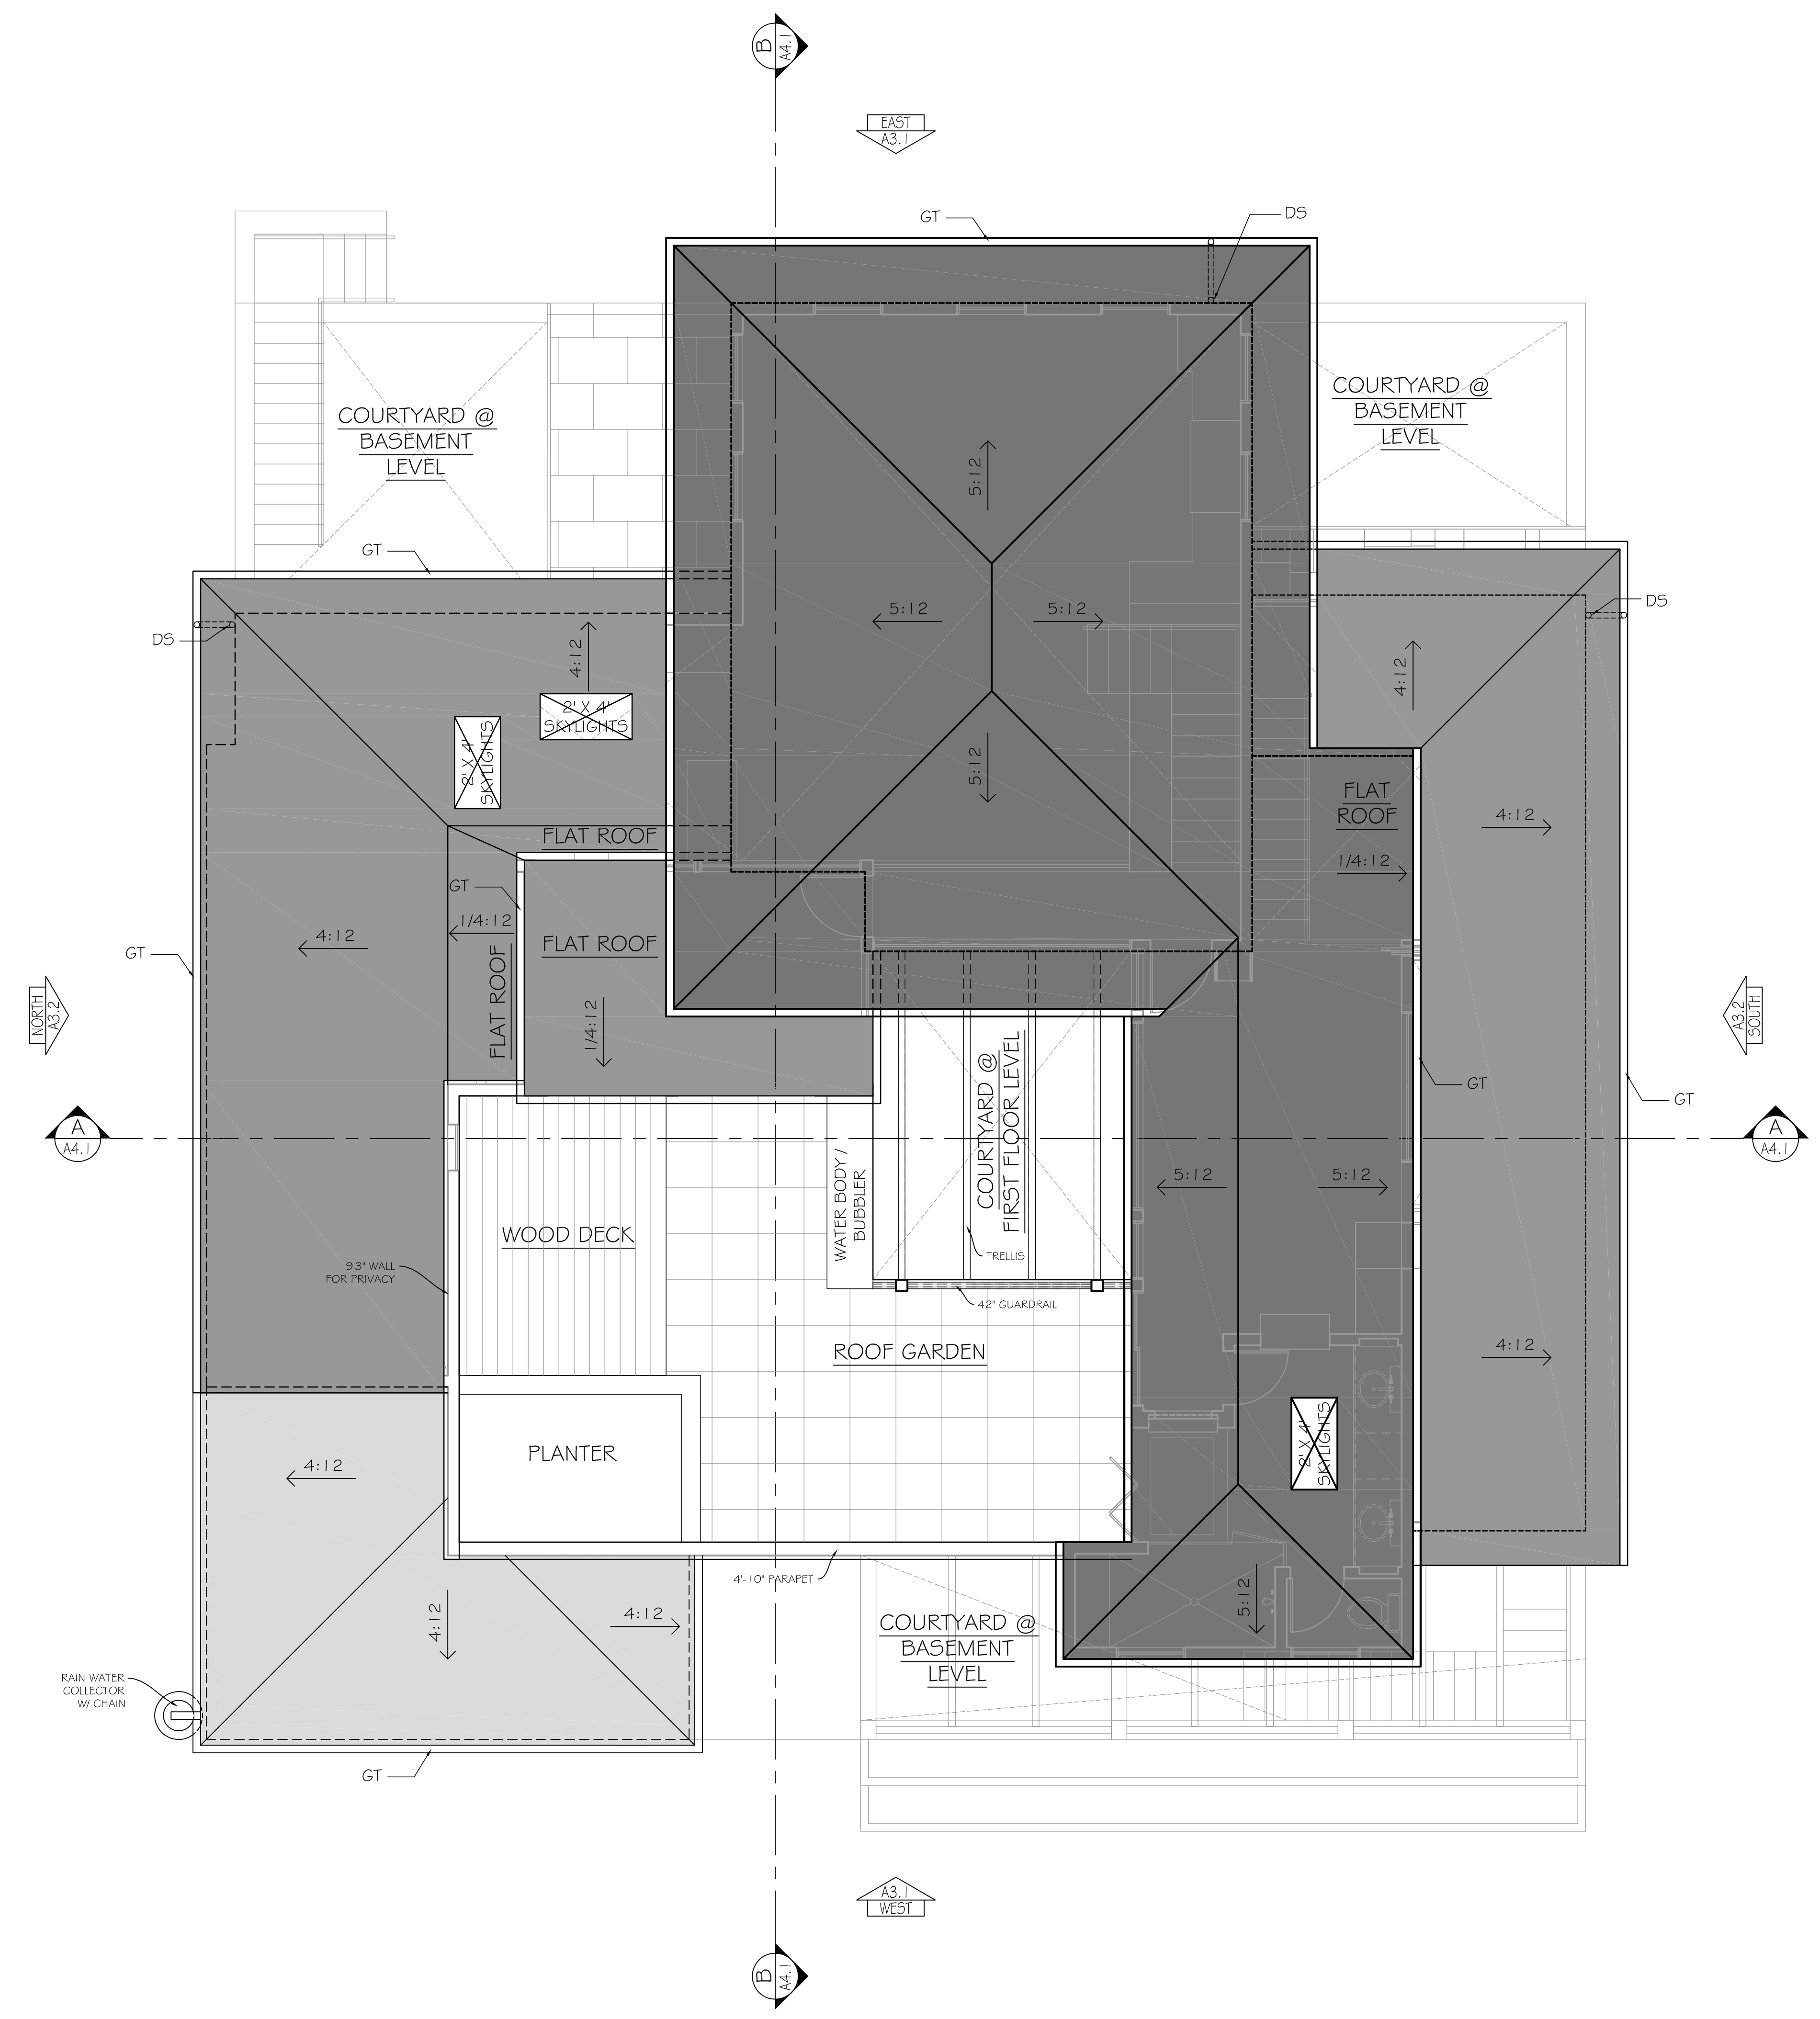 B
A4.1
EAST
A3.1
GT
DS
COURTYARD @
BASEMENT
LEVEL
COURTYARD @
BASEMENT
LEVEL
5:12
GT
DS
5:12
5:12
DS
4:12
4:12
2' X 4'
SKYLIGHTS
2' X 4'
SKYLIGHTS
5:12
FLAT
ROOF
4:12
FLAT ROOF
1/4:12
GT
1/4:12
FLAT ROOF
4:12
GT
FLAT ROOF
1/4:12
NORTH
A3.2
A3.2
SOUTH
COURTYARD @
FIRST FLOOR LEVEL
GT
GT
A
A4.1
A
A4.1
WATER BODY /
BUBBLER
5:12
5:12
WOOD DECK
TRELLIS
9'3" WALL
FOR PRIVACY
42" GUARDRAIL
ROOF GARDEN
4:12
2' X 4'
SKYLIGHTS
PLANTER
4:12
4'-10" PARAPET
4:12
4:12
5:12
COURTYARD @
BASEMENT
LEVEL
RAIN WATER
COLLECTOR
W/ CHAIN
GT
A3.1
WEST
B
A4.1